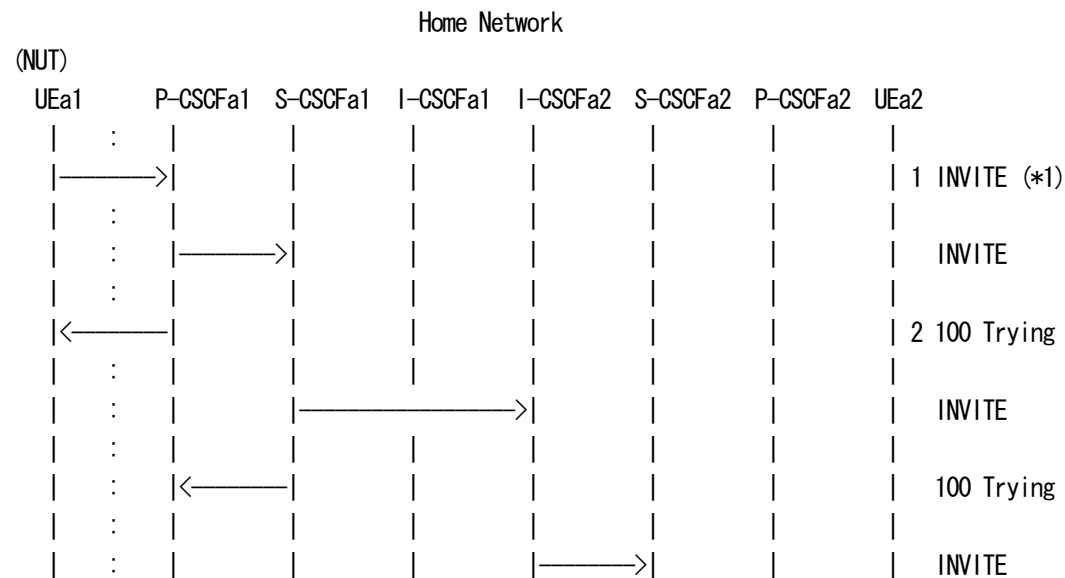 Home Network
(NUT)
UEa1 P-CSCFa1 S-CSCFa1 I-CSCFa1 I-CSCFa2 S-CSCFa2 P-CSCFa2 UEa2
| : | | | | | | |
|-------->| | | | | | | 1 INVITE (*1)
| : | | | | | | |
| : |-------->| | | | | | INVITE
| : | | | | | | |
|<--------| | | | | | | 2 100 Trying
| : | | | | | | |
| : | |------------------>| | | | INVITE
| : | | | | | | |
| : |<--------| | | | | | 100 Trying
| : | | | | | | |
| : | | | |-------->| | | INVITE